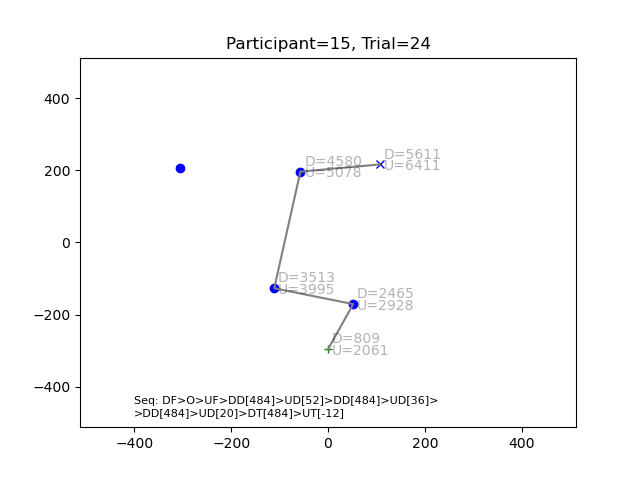 Participant=15, Trial=24
400
200
0
−200
−400
D=4580
U=5078
D=5611
U=6411
D=3513
U=3995
D=2465
U=2928
D=809
U=2061
Seq: DF>O>UF>DD[484]>UD[52]>DD[484]>UD[36]>
>DD[484]>UD[20]>DT[484]>UT[-12]
−400
−200
0
200
400